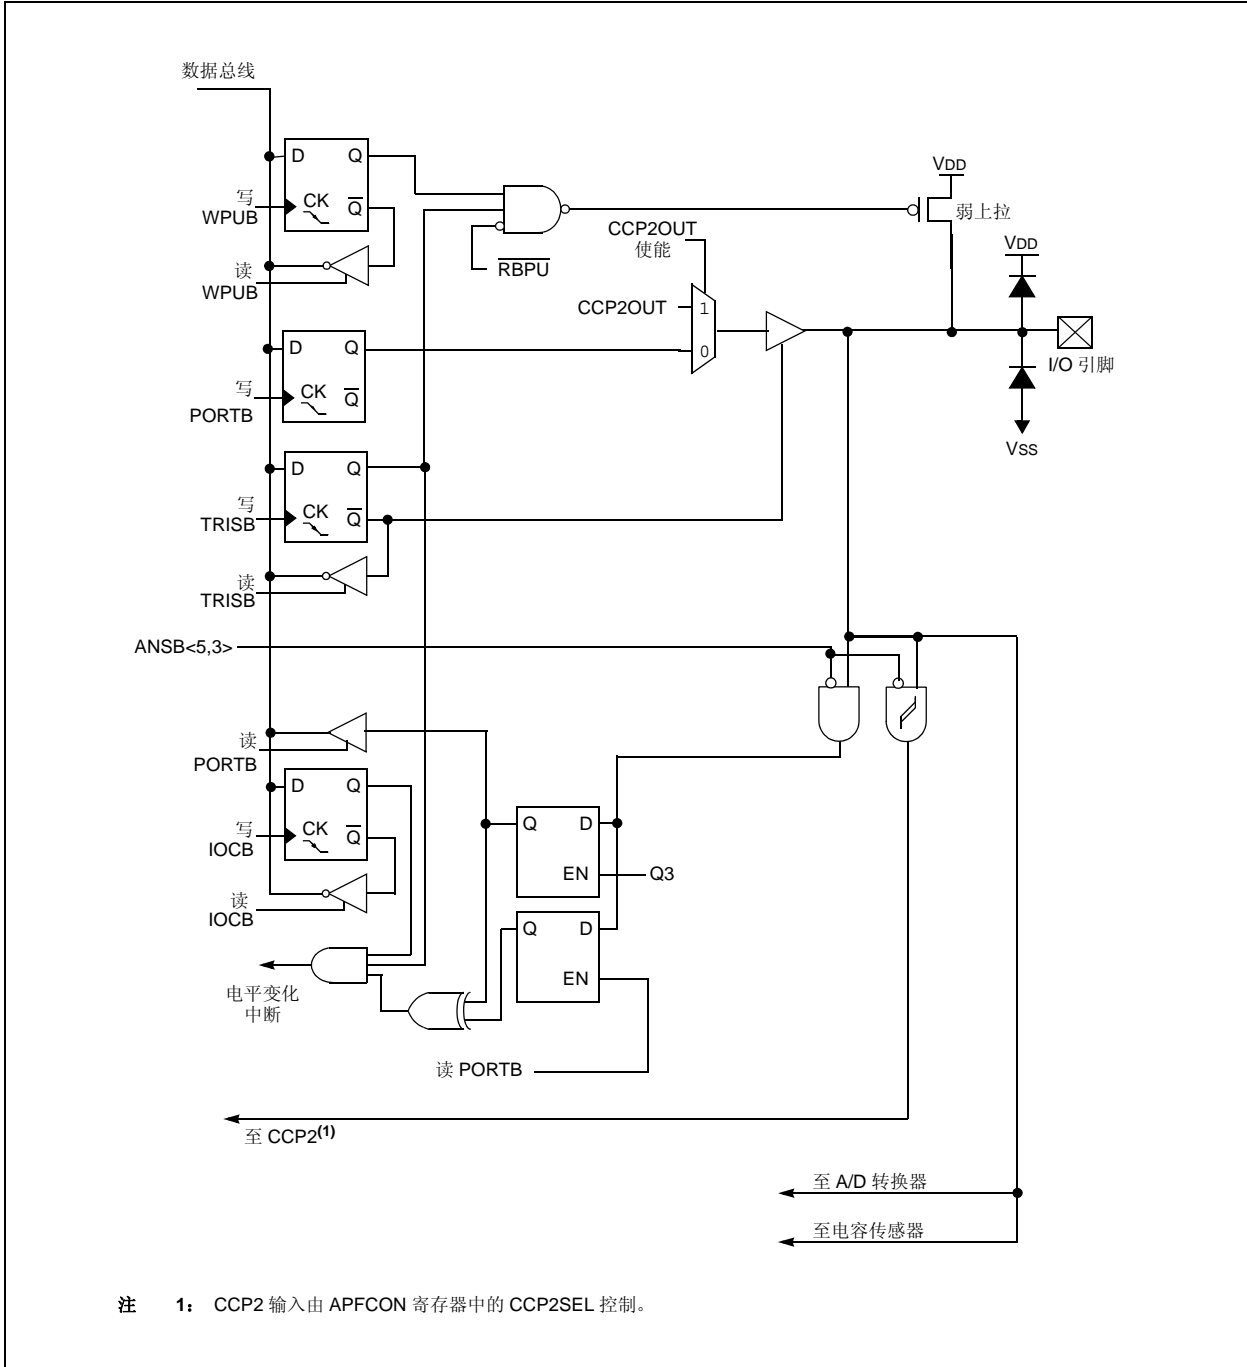 数据总线
D Q
写
WPUB
CK Q
VDD
弱上拉
CCP2OUT
使能
VDD
RBPU
读
WPUB
CCP2OUT
1
0
D Q
I/O 引脚
写
PORTB
CK Q
VSS
D Q
写
TRISB
CK Q
读
TRISB
ANSB<5,3>
读
PORTB
D Q
写
IOCB
CK Q
Q D
EN
Q3
读
IOCB
Q D
EN
电平变化
中断
读 PORTB
至 CCP2(1)
至 A/D 转换器
至电容传感器
注 1: CCP2 输入由 APFCON 寄存器中的 CCP2SEL 控制。